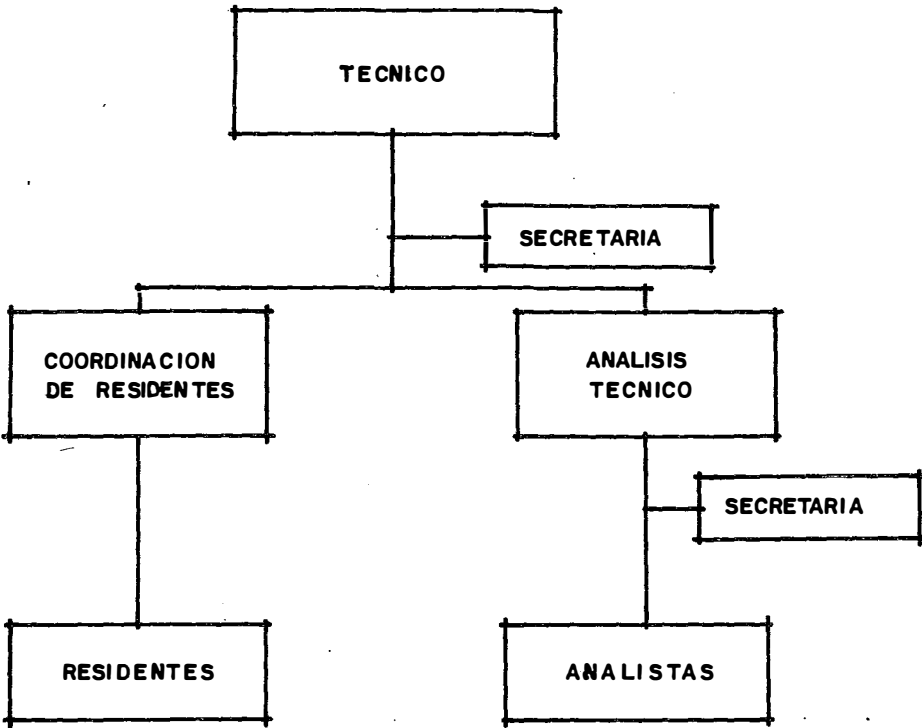 TECNICO
SECRETARIA
COORDINACION
DE RESIDENTES
ANALISIS
TECNICO
SECRETARIA
RESIDENTES
ANALISTAS